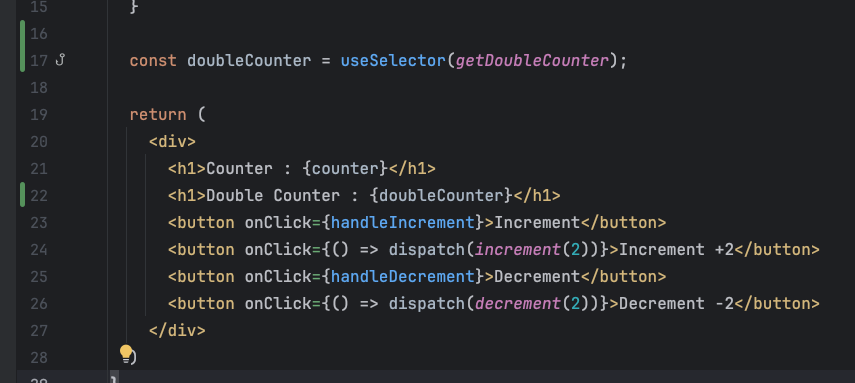 15 }
16
17 const doubleCounter = useSelector(getDoubleCounter);
18
19 return (
20 <div>
21 <h1>Counter : {counter}</h1>
22 <h1>Double Counter : {doubleCounter}</h1>
23 <button onClick={handleIncrement}>Increment</button>
24 <button onClick={() => dispatch(increment(2))}>Increment +2</button>
25 <button onClick={handleDecrement}>Decrement</button>
26 <button onClick={() => dispatch(decrement(2))}>Decrement -2</button>
27 </div>
28 )
29 }